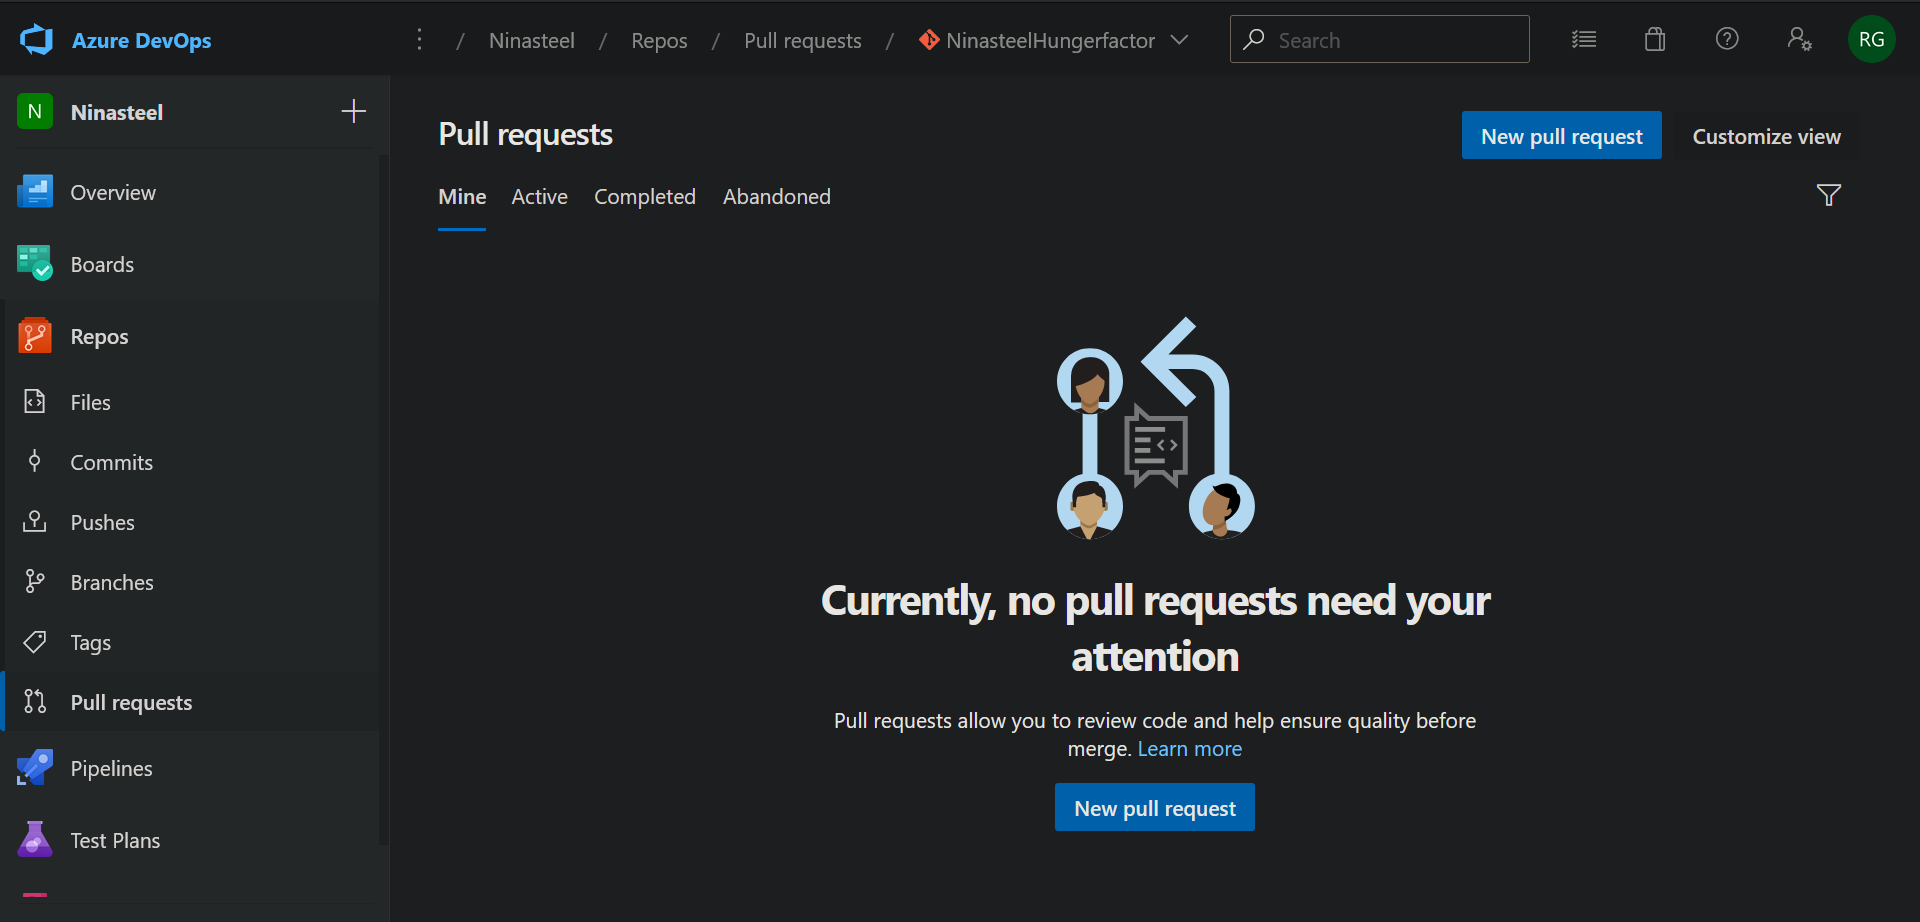 Azure DevOps
/ Ninasteel / Repos / Pull requests / NinasteelHungerfactor
Search
RG
N
Ninasteel
Overview
Boards
Repos
Files
Commits
Pushes
Branches
Tags
Pull requests
Pipelines
Test Plans
Pull requests
New pull request
Customize view
Mine
Active
Completed
Abandoned
Currently, no pull requests need your
attention
Pull requests allow you to review code and help ensure quality before
merge. Learn more
New pull request